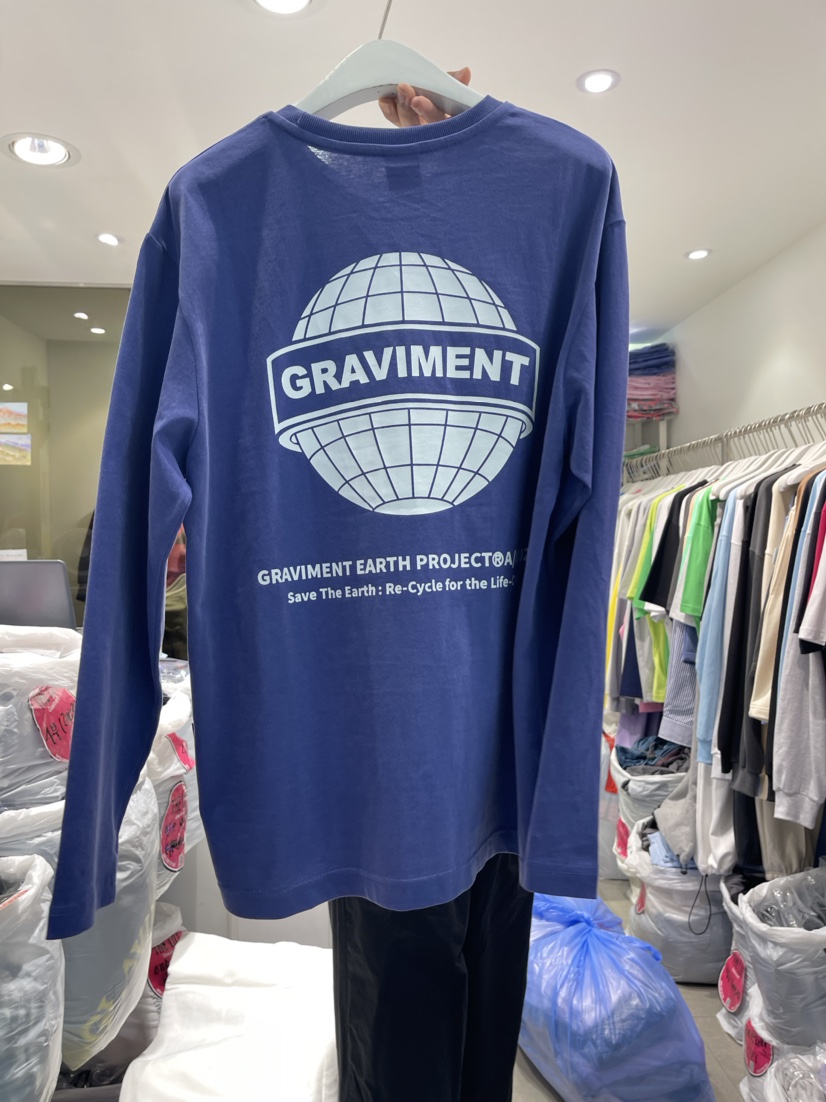 GRAVIMENT
GRAVIMENT EARTH PROJECT®A/
Save The Earth : Re-Cycle for the Life-